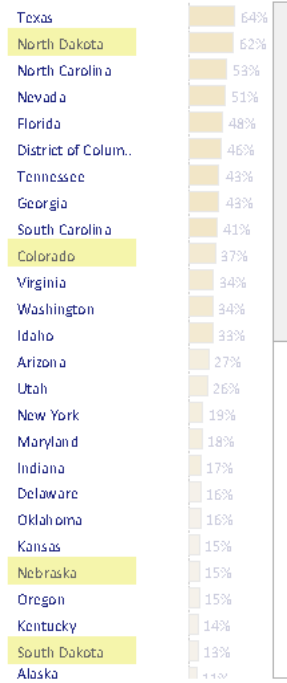 Texas 64%
North Dakota 62%
North Carolina 53%
Nevada 51%
Florida 48%
District of Colum.. 46%
Tennessee 43%
Georgia 43%
South Carolina 41%
Colorado 37%
Virginia 34%
Washington 34%
Idaho 33%
Arizona 27%
Utah 26%
New York 19%
Maryland 18%
Indiana 17%
Delaware 16%
Oklahoma 16%
Kansas 15%
Nebraska 15%
Oregon 15%
Kentucky 14%
South Dakota 13%
Alaska 11%